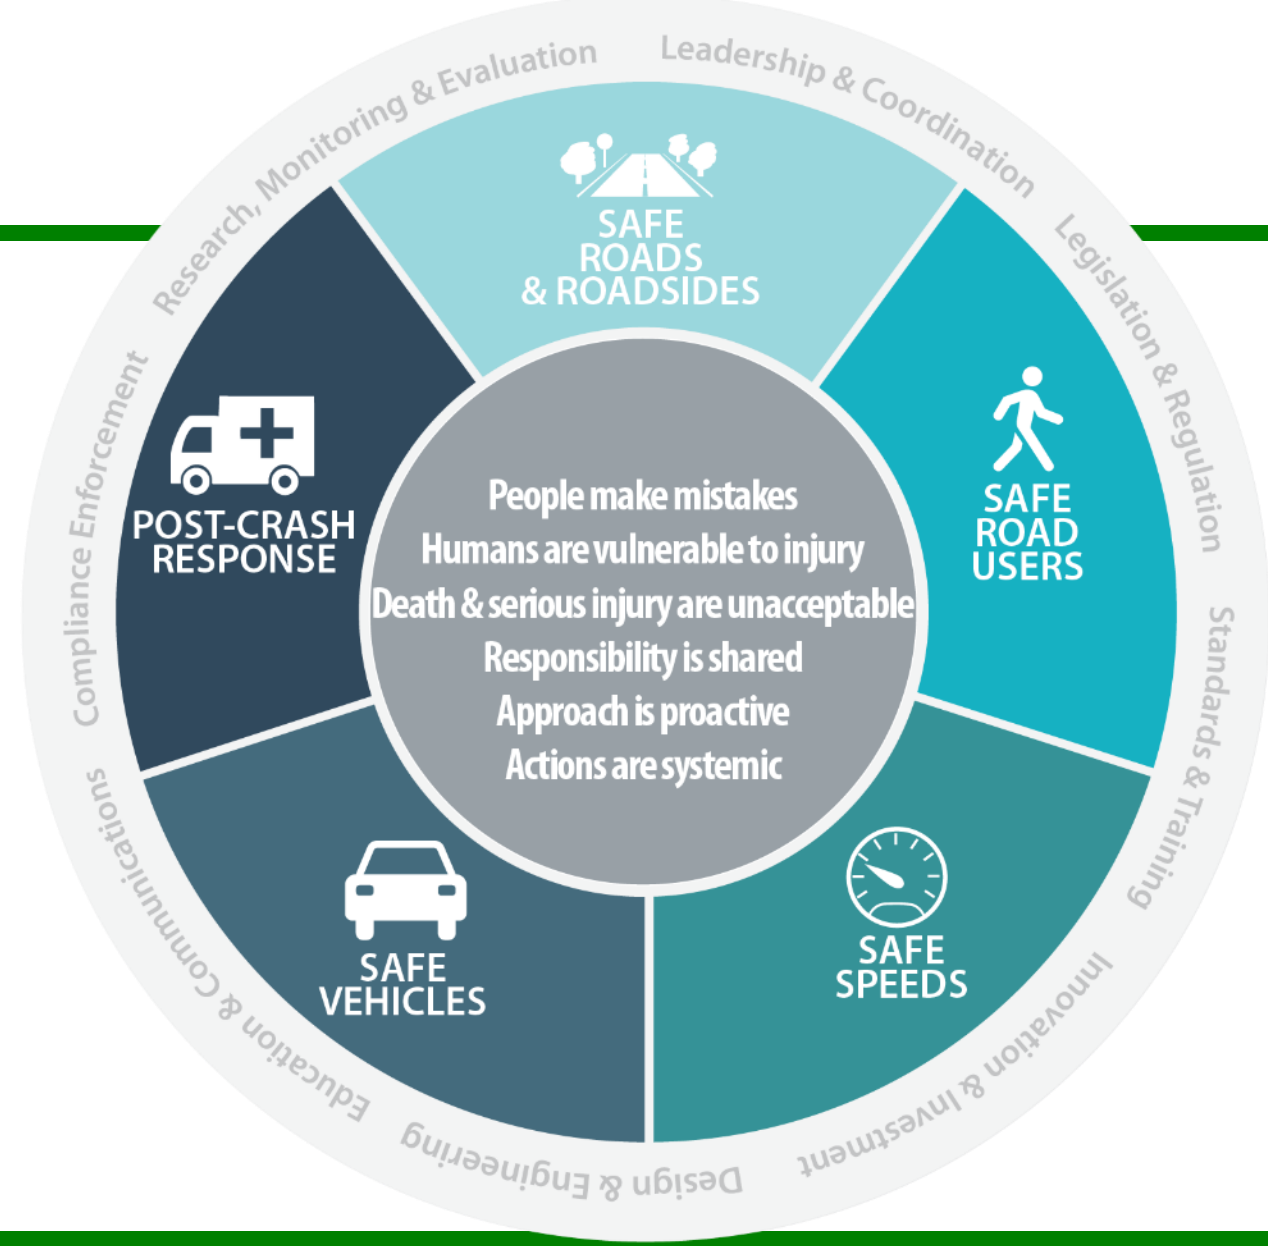 Leadership & Coordination
Legislation & Regulation
Standards & Training
Innovation & Investment
Design & Engineering
Education & Communications
Compliance Enforcement
Research, Monitoring & Evaluation
SAFE
ROADS
& ROADSIDES
SAFE
ROAD
USERS
SAFE
SPEEDS
SAFE
VEHICLES
POST-CRASH
RESPONSE
People make mistakes
Humans are vulnerable to injury
Death & serious injury are unacceptable
Responsibility is shared
Approach is proactive
Actions are systemic